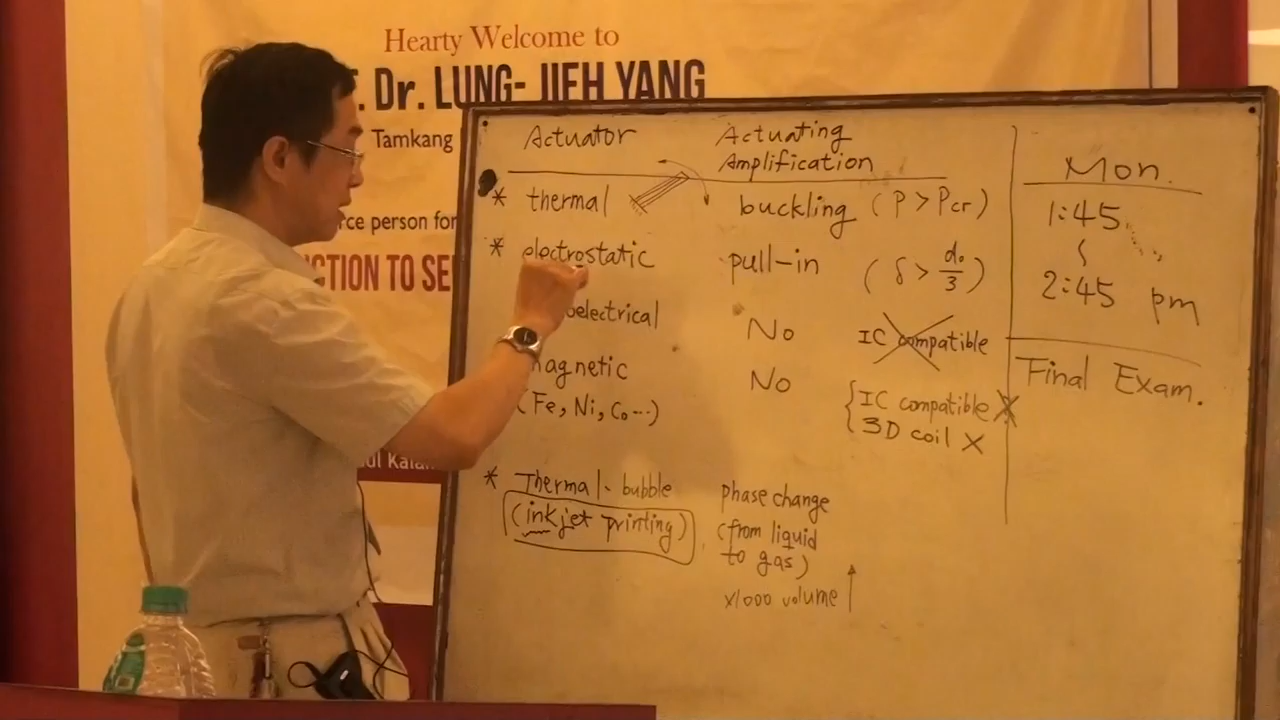 Hearty Welcome to
Dr. LUNG- JIEH YANG
Tamkang
rce person for
CTION TO SE
ul Kalam
Actuator Actuating Amplification
* thermal buckling (P > Pcr)
* electrostatic pull-in (δ > d₀/3)
oelectrical No IC compatible
agnetic No { IC compatible X
(Fe, Ni, Co...) 3D coil X
* Thermal-bubble phase change
(inkjet printing) (from liquid
to gas)
x1000 volume ↑
Mon.
1:45
2:45 pm
Final Exam.